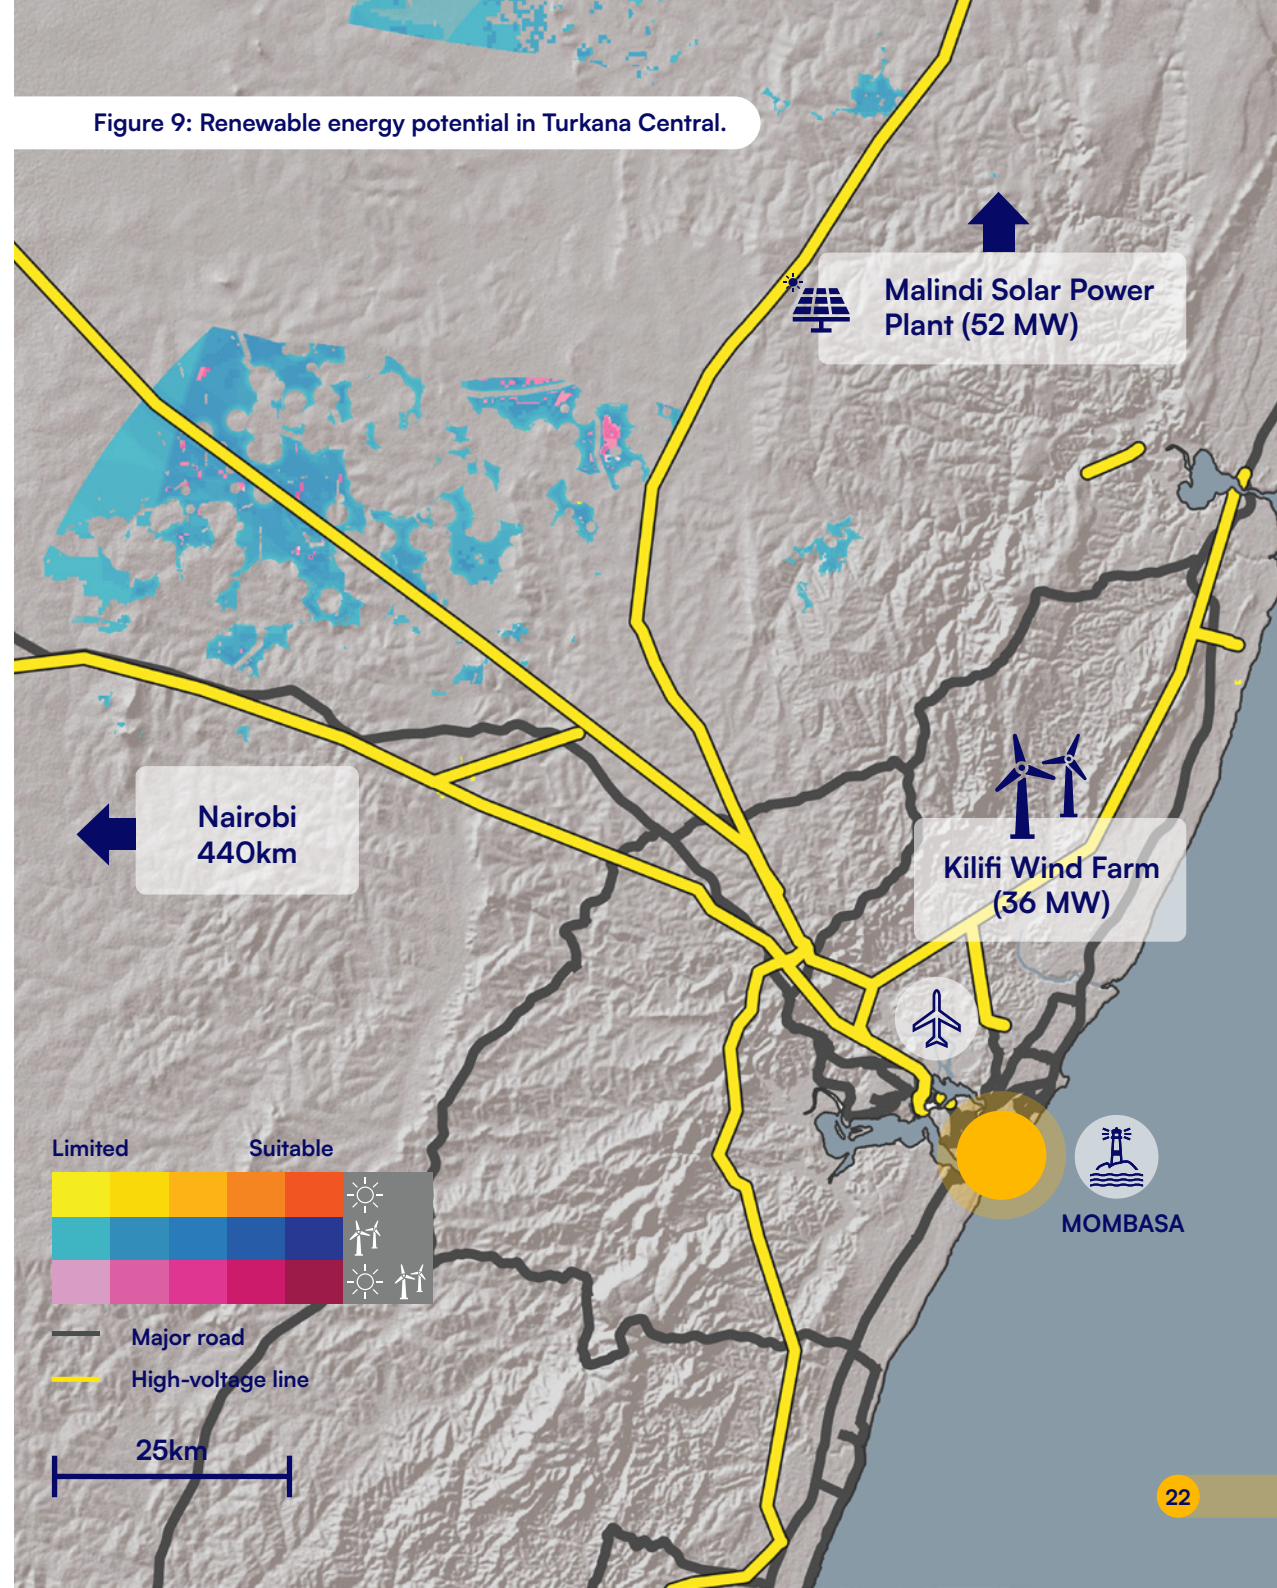 Figure 9: Renewable energy potential in Turkana Central.
Malindi Solar Power
Plant (52 MW)
Nairobi
440km
Kilifi Wind Farm
(36 MW)
MOMBASA
Limited
Suitable
Major road
High-voltage line
25km
22